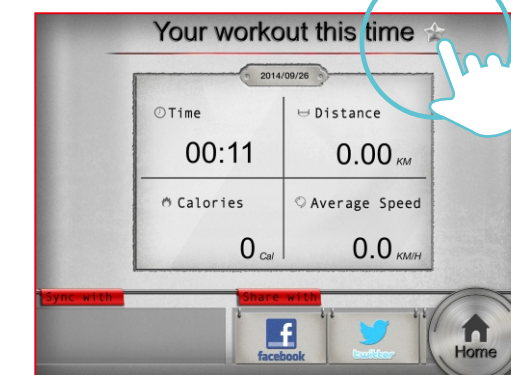 Your workout this time
2014/09/26
Time
Distance
00:11
0.00 KM
Calories
Average Speed
0 Cal
0.0 KM/H
Sync with
Share with
facebook
twitter
Home